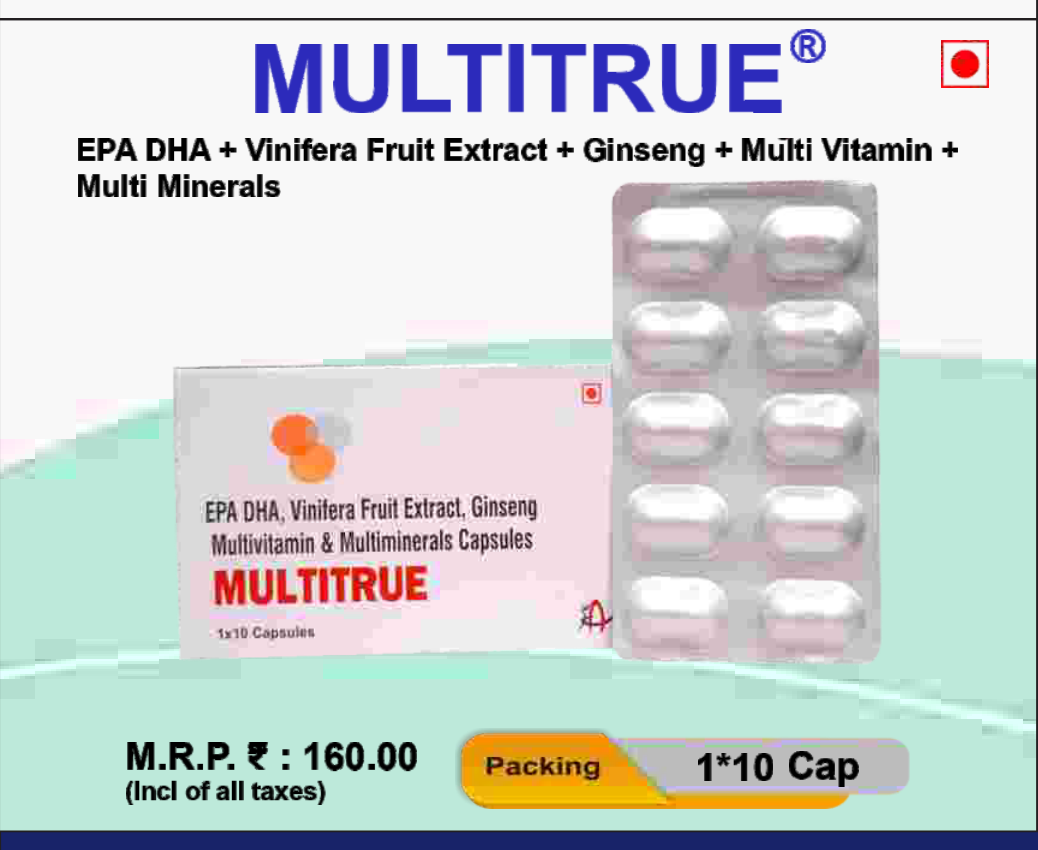 MULTITRUE®
EPA DHA + Vinifera Fruit Extract + Ginseng + Multi Vitamin +
Multi Minerals
EPA DHA, Vinifera Fruit Extract, Ginseng
Multivitamin & Multiminerals Capsules
MULTITRUE
1x10 Capsules
M.R.P. ₹ : 160.00
(Incl of all taxes)
Packing
1*10 Cap